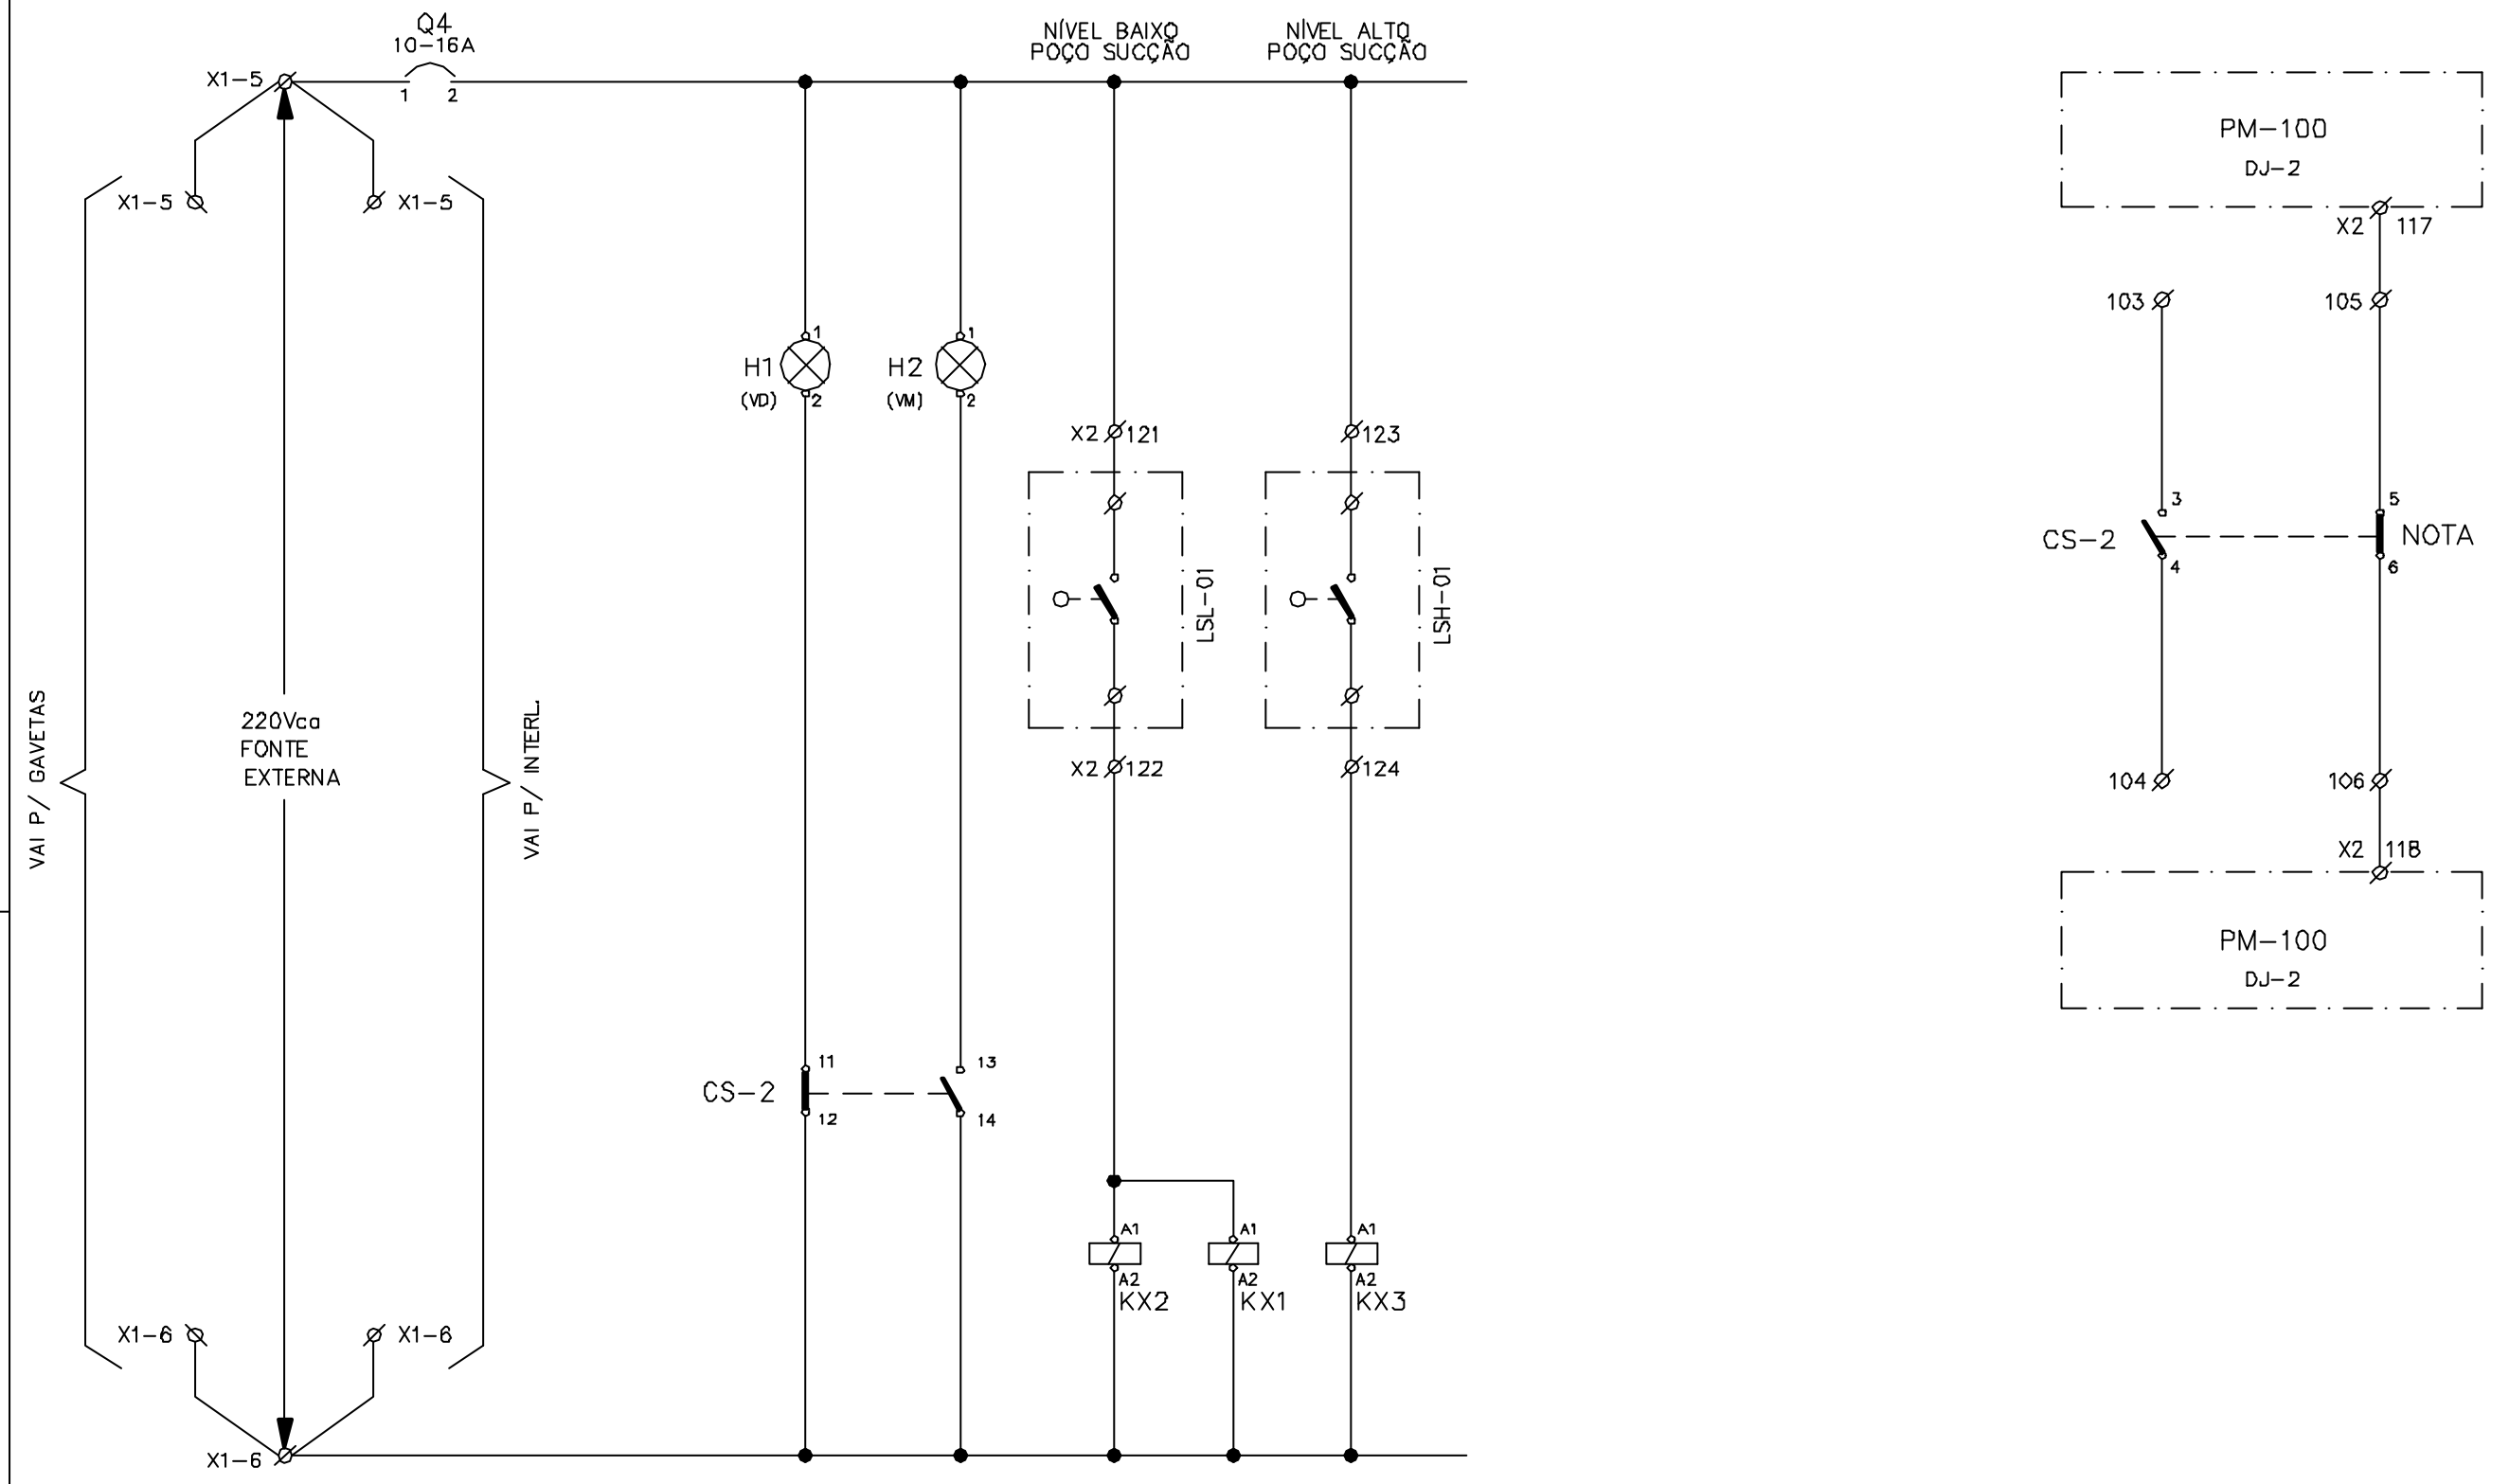 Q4
10-16A
X1-5
1
2
NÍVEL BAIXO
POÇO SUCÇÃO
NÍVEL ALTO
POÇO SUCÇÃO
PM-100
DJ-2
X1-5
X1-5
X2 117
103
105
H1
(VD)
1
2
H2
(VM)
1
2
X2 121
123
3
5
CS-2
NOTA
4
6
LSL-01
LSH-01
VAI P/ GAVETAS
220Vca
FONTE
EXTERNA
VAI P/ INTERL.
X2 122
124
104
106
X2 118
PM-100
DJ-2
11
13
CS-2
12
14
A1
A1
A1
A2
A2
A2
KX2
KX1
KX3
X1-6
X1-6
X1-6